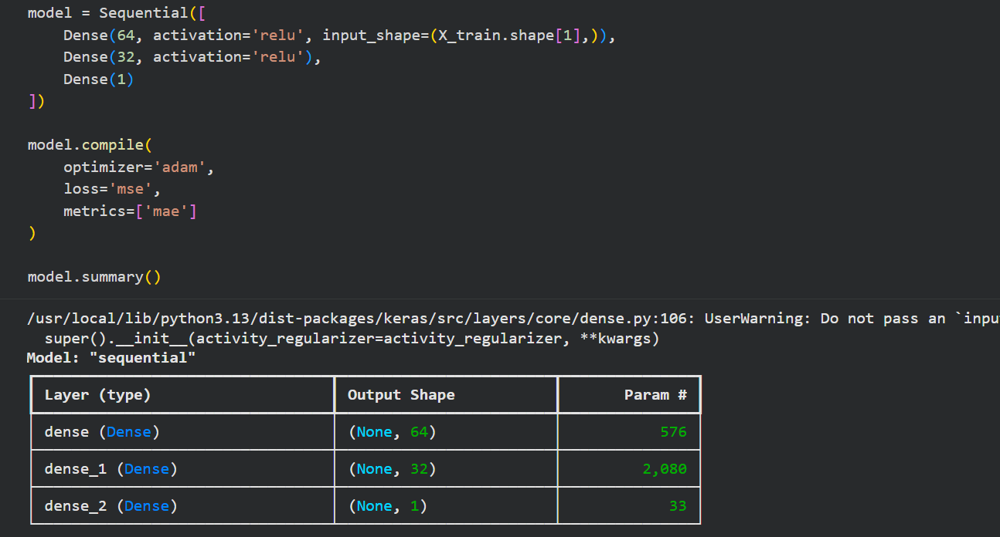 model = Sequential([
    Dense(64, activation='relu', input_shape=(X_train.shape[1],)),
    Dense(32, activation='relu'),
    Dense(1)
])
model.compile(
    optimizer='adam',
    loss='mse',
    metrics=['mae']
)
model.summary()
/usr/local/lib/python3.13/dist-packages/keras/src/layers/core/dense.py:106: UserWarning: Do not pass an `inpu
  super().__init__(activity_regularizer=activity_regularizer, **kwargs)
Model: "sequential"
Layer (type) Output Shape Param #
dense (Dense) (None, 64) 576
dense_1 (Dense) (None, 32) 2,080
dense_2 (Dense) (None, 1) 33